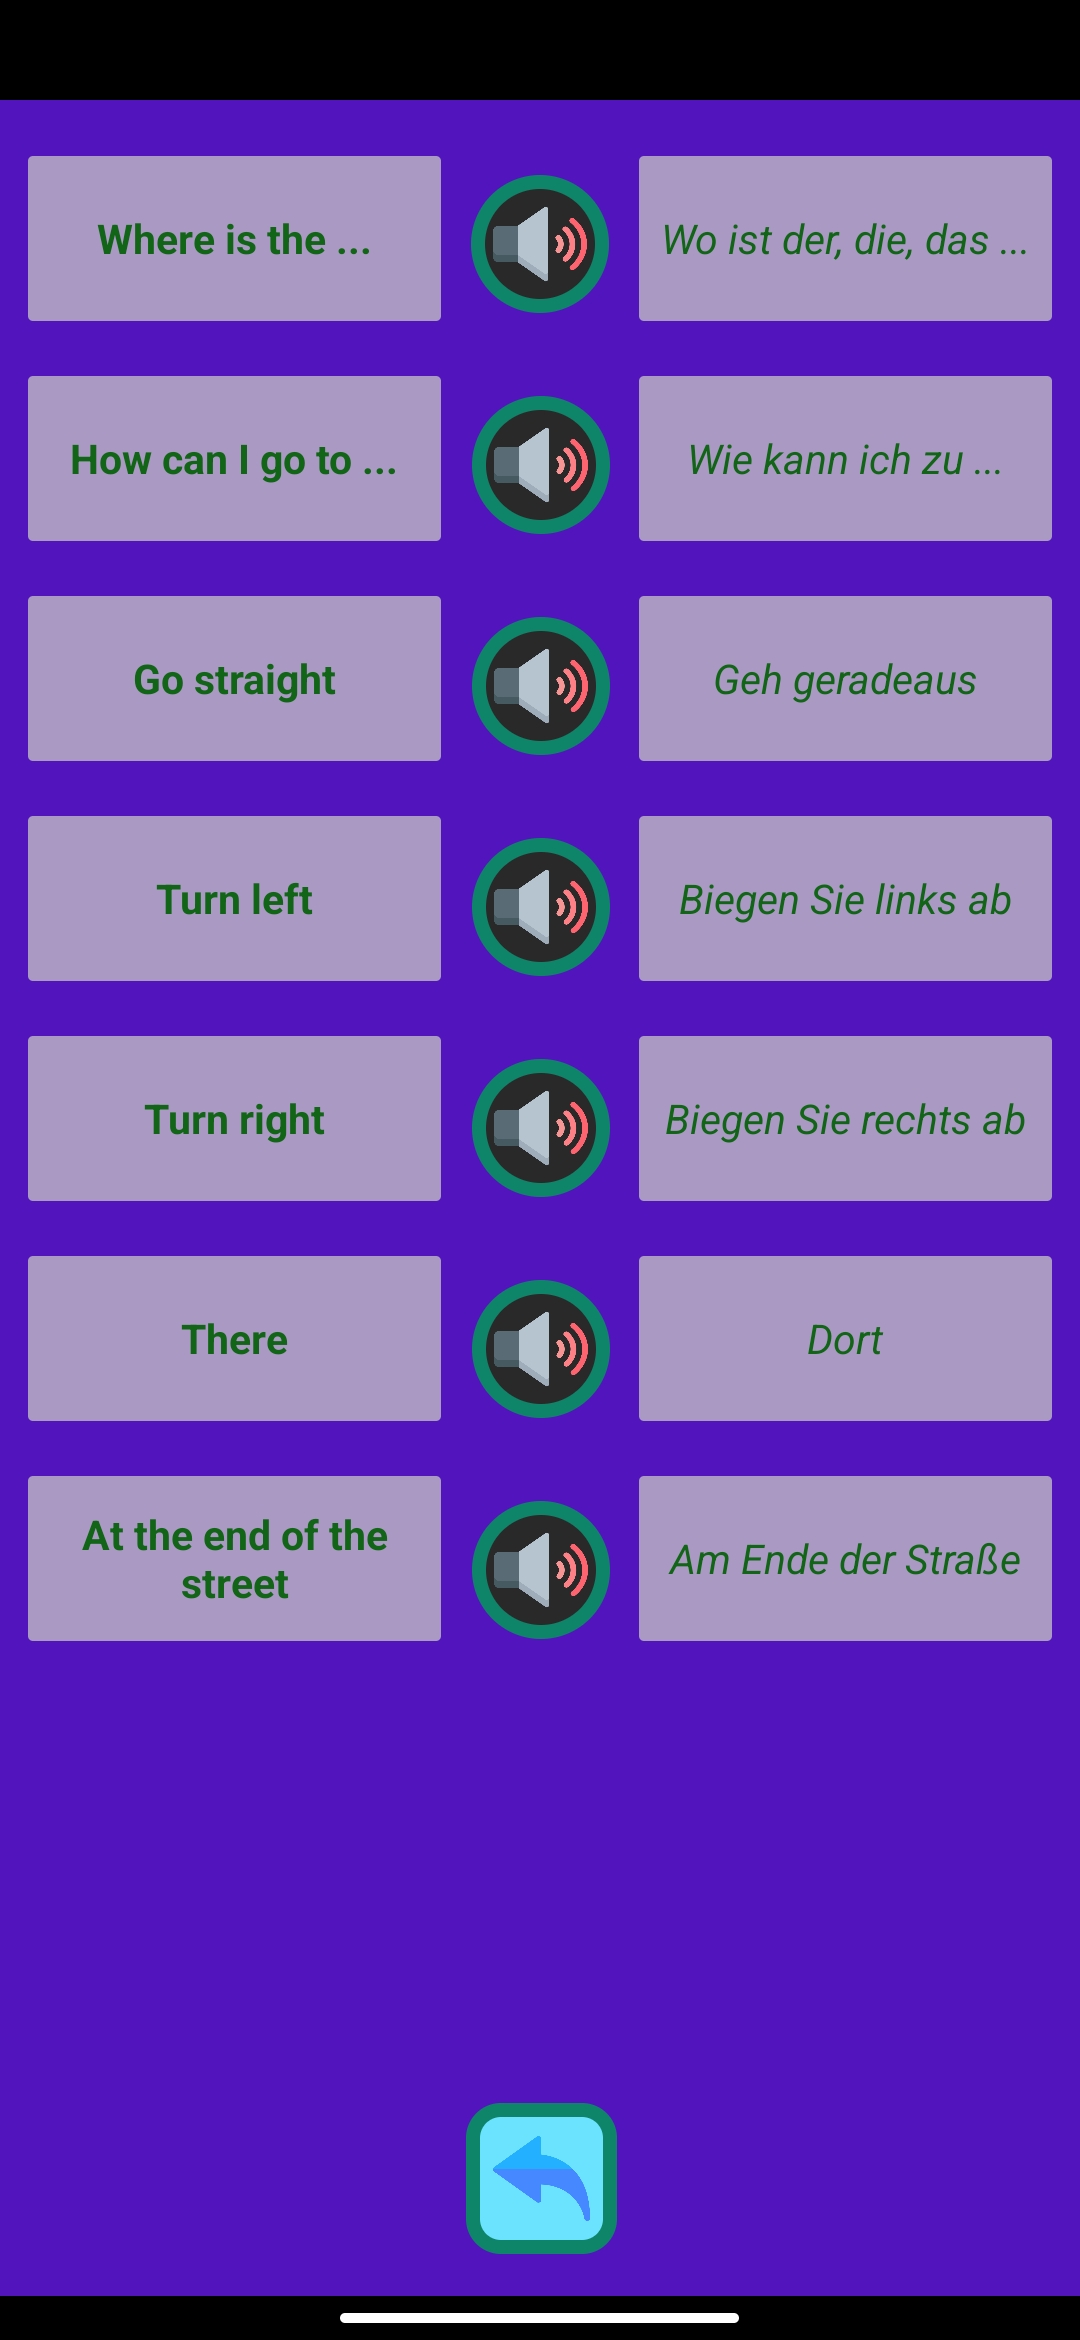 Where is the ...
Wo ist der, die, das ...
How can I go to ...
Wie kann ich zu ...
Go straight
Geh geradeaus
Turn left
Biegen Sie links ab
Turn right
Biegen Sie rechts ab
There
Dort
At the end of the
street
Am Ende der Straße